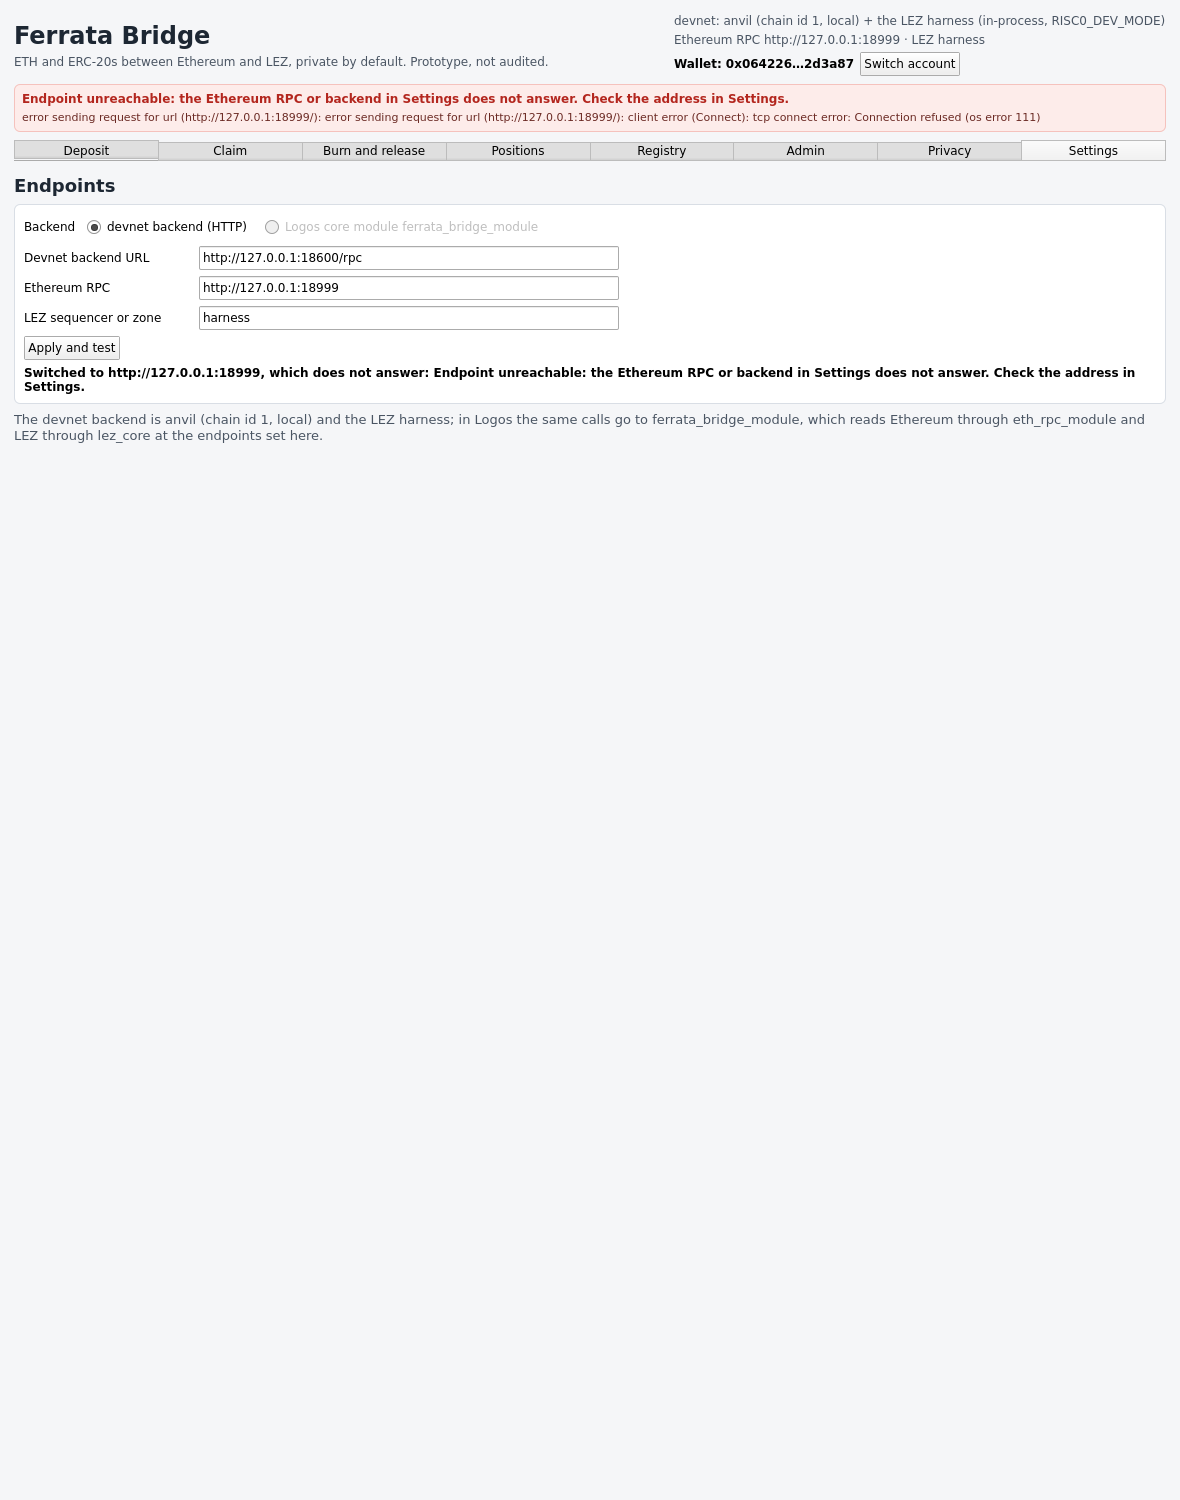 Ferrata Bridge
ETH and ERC-20s between Ethereum and LEZ, private by default. Prototype, not audited.
devnet: anvil (chain id 1, local) + the LEZ harness (in-process, RISC0_DEV_MODE)
Ethereum RPC http://127.0.0.1:18999 · LEZ harness
Wallet: 0x064226…2d3a87 Switch account
Endpoint unreachable: the Ethereum RPC or backend in Settings does not answer. Check the address in Settings.
error sending request for url (http://127.0.0.1:18999/): error sending request for url (http://127.0.0.1:18999/): client error (Connect): tcp connect error: Connection refused (os error 111)
Deposit Claim Burn and release Positions Registry Admin Privacy Settings
Endpoints
Backend devnet backend (HTTP) Logos core module ferrata_bridge_module
Devnet backend URL http://127.0.0.1:18600/rpc
Ethereum RPC http://127.0.0.1:18999
LEZ sequencer or zone harness
Apply and test
Switched to http://127.0.0.1:18999, which does not answer: Endpoint unreachable: the Ethereum RPC or backend in Settings does not answer. Check the address in
Settings.
The devnet backend is anvil (chain id 1, local) and the LEZ harness; in Logos the same calls go to ferrata_bridge_module, which reads Ethereum through eth_rpc_module and
LEZ through lez_core at the endpoints set here.